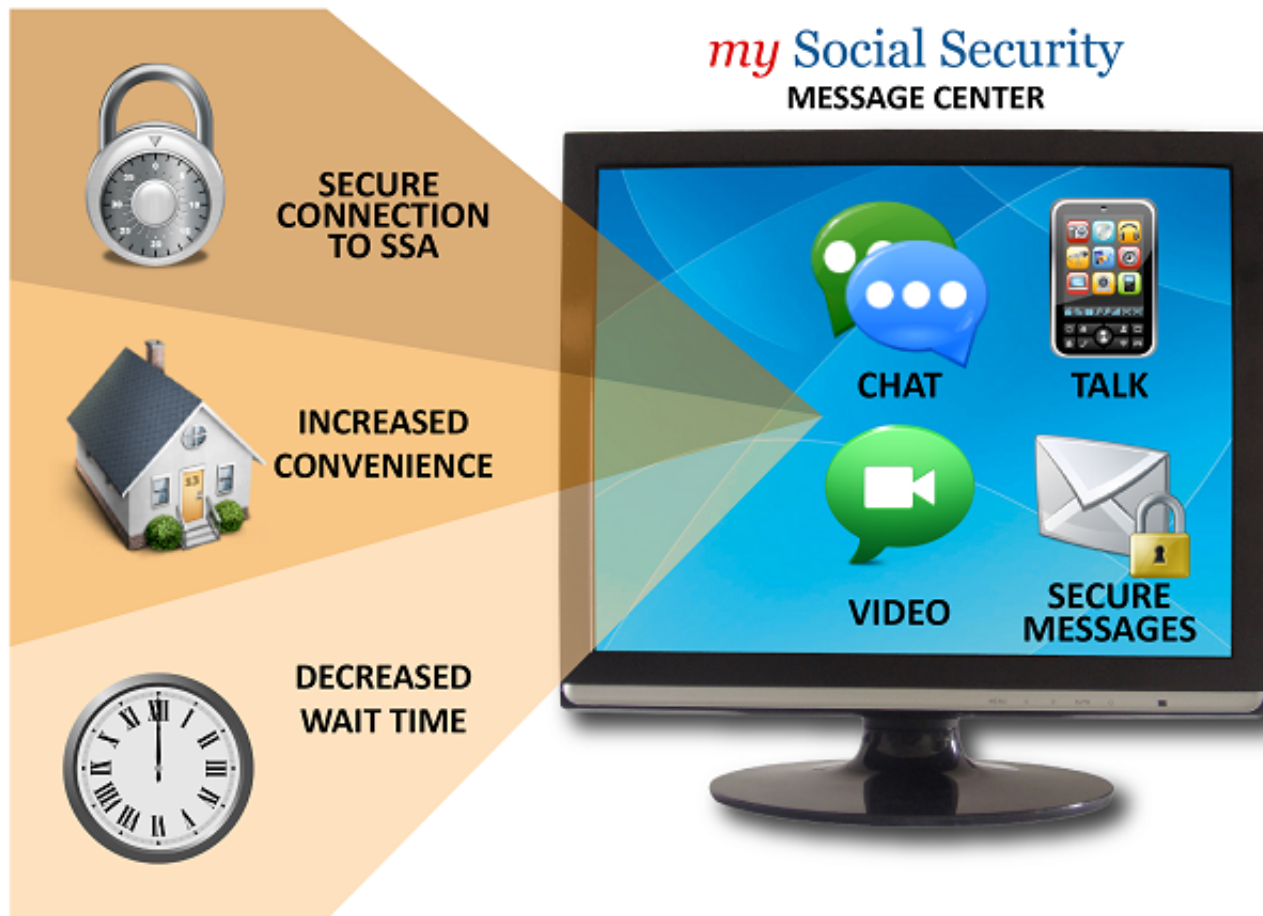 my Social Security
MESSAGE CENTER
SECURE
CONNECTION
TO SSA
INCREASED
CONVENIENCE
DECREASED
WAIT TIME
CHAT
TALK
VIDEO
SECURE
MESSAGES